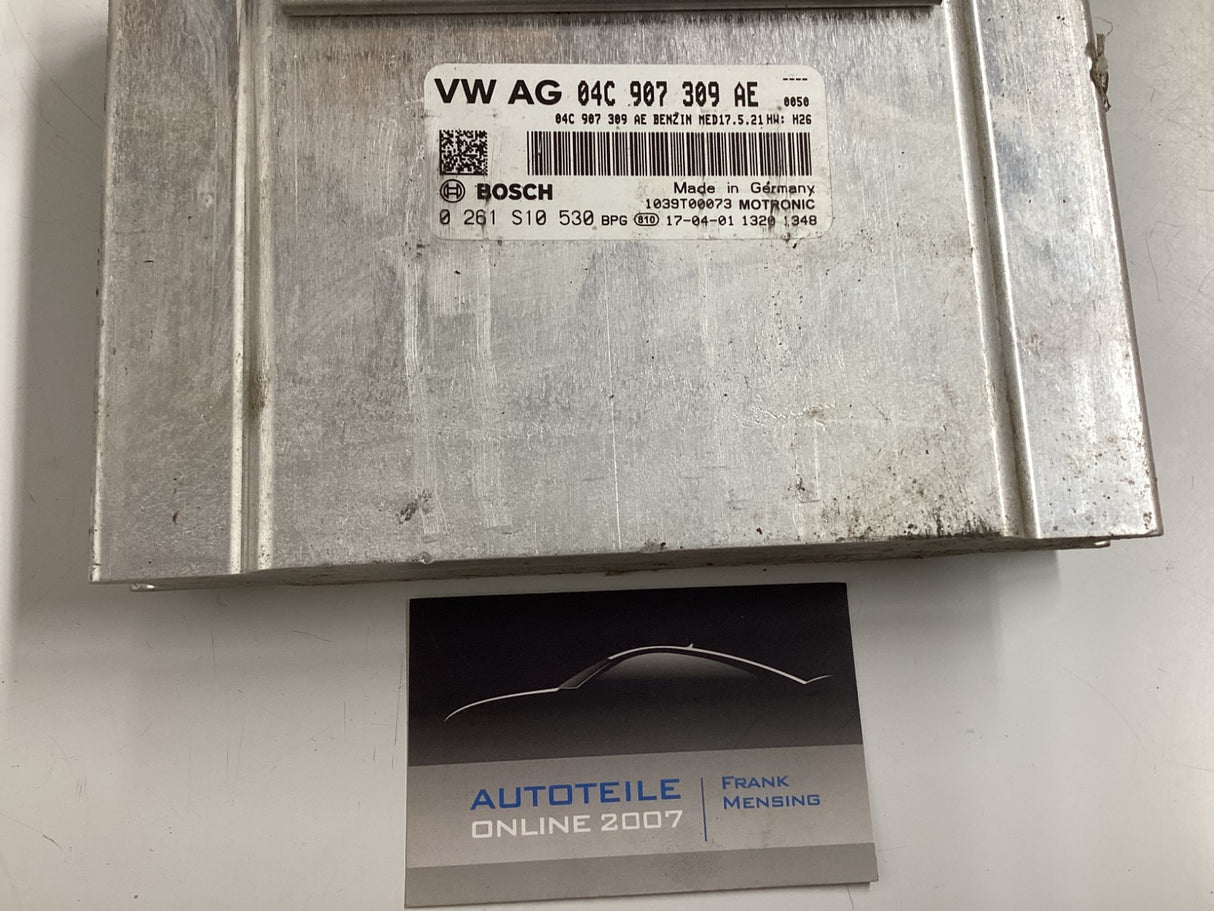 VW AG 04C 907 309 AE ----
0050
04C 907 309 AE BENZIN MED17.5.21 HW: H26
BOSCH
Made in Germany
1039T00073 MOTRONIC
0 261 S10 530 BPG 810 17-04-01 1320 1348
AUTOTEILE
ONLINE 2007
FRANK
MENSING